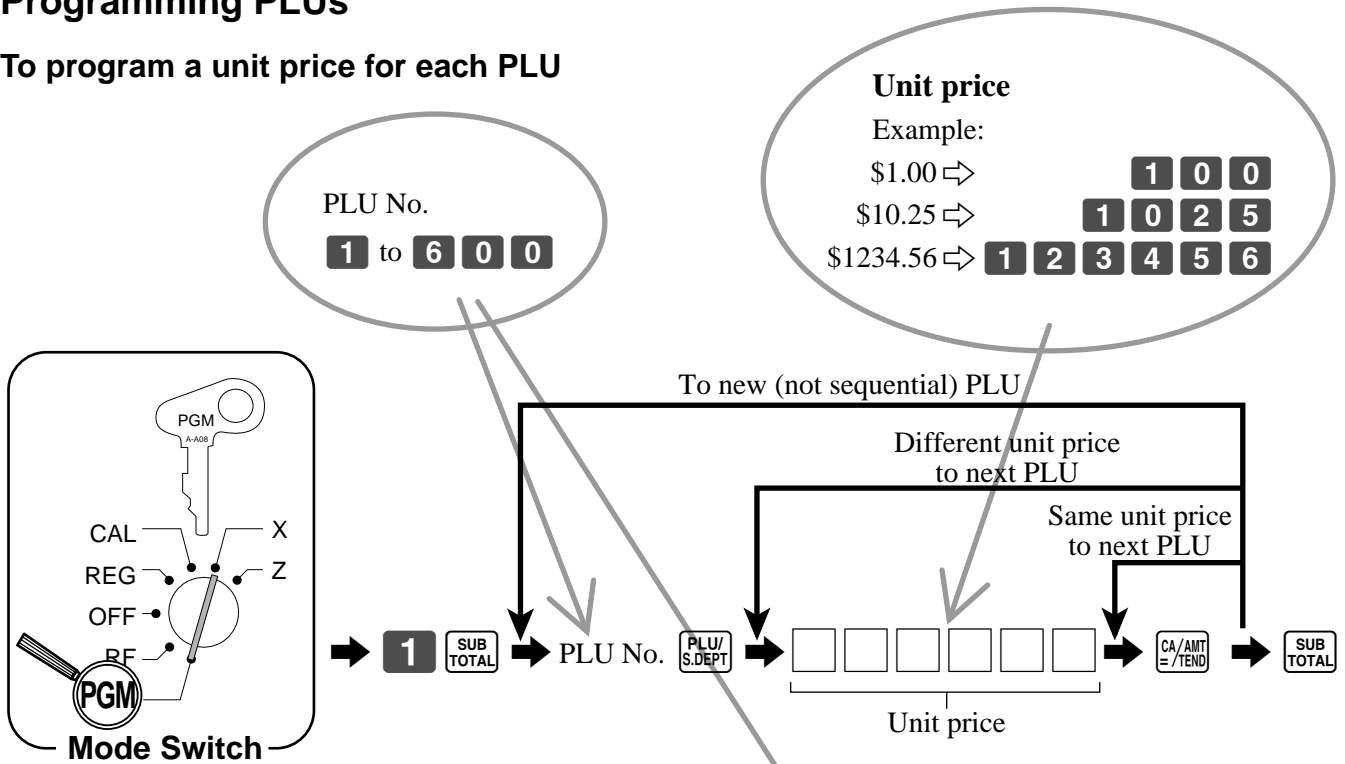 Programming PLUs
To program a unit price for each PLU
PLU No.
1 to 6 0 0
Unit price
Example:
$1.00 ⇨ 1 0 0
$10.25 ⇨ 1 0 2 5
$1234.56 ⇨ 1 2 3 4 5 6
To new (not sequential) PLU
Different unit price
to next PLU
Same unit price
to next PLU
PGM
A-A08
CAL
X
REG
Z
OFF
RF
PGM
Mode Switch
1 SUB TOTAL PLU No. PLU/ S.DEPT CA/AMT = /TEND SUB TOTAL
Unit price